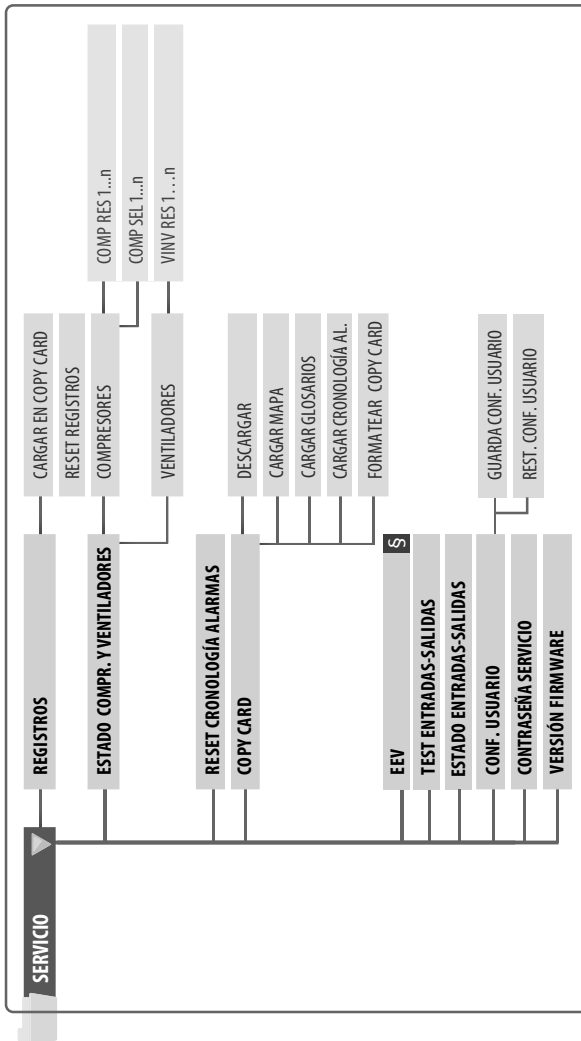 SERVICIO
REGISTROS
CARGAR EN COPY CARD
RESET REGISTROS
ESTADO COMPR. Y VENTILADORES
COMPRESORES
COMP RES 1...n
COMP SEL 1...n
VENTILADORES
VINV RES 1...n
RESET CRONOLOGÍA ALARMAS
COPY CARD
DESCARGAR
CARGAR MAPA
CARGAR GLOSARIOS
CARGAR CRONOLOGÍA AL.
FORMATEAR COPY CARD
EEV §
TEST ENTRADAS-SALIDAS
ESTADO ENTRADAS-SALIDAS
CONF. USUARIO
GUARDA CONF. USUARIO
REST. CONF. USUARIO
CONTRASEÑA SERVICIO
VERSIÓN FIRMWARE